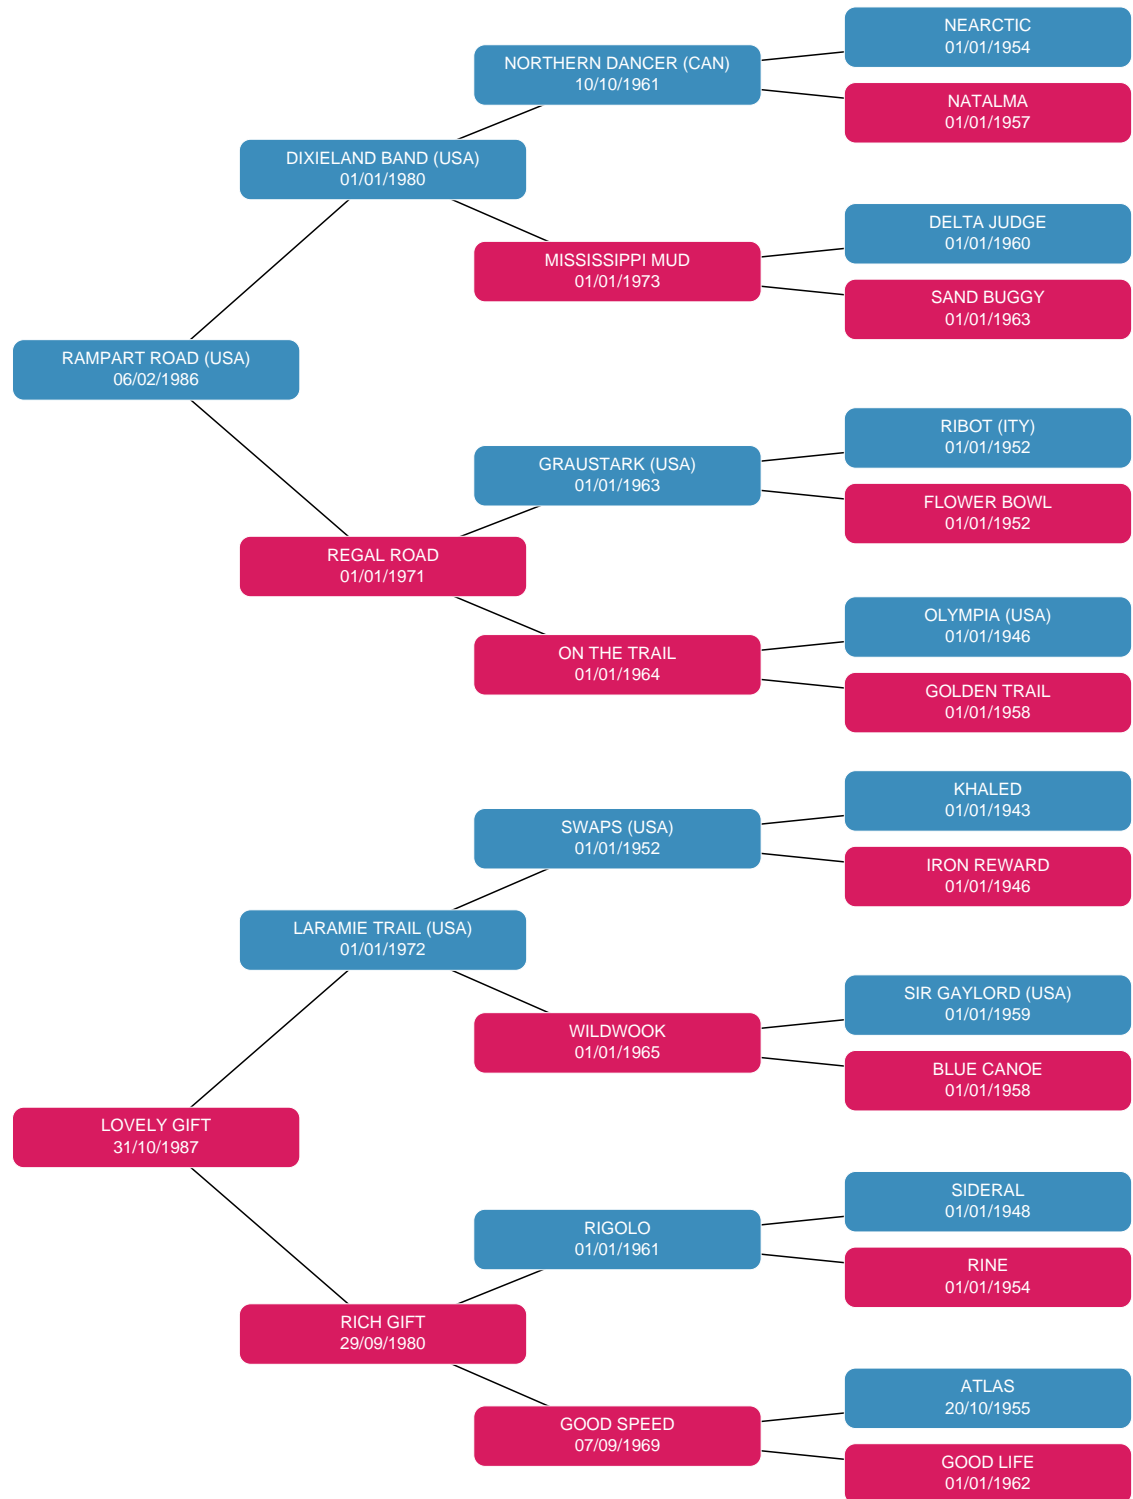 NEARCTIC
01/01/1954
NORTHERN DANCER (CAN)
10/10/1961
NATALMA
01/01/1957
DIXIELAND BAND (USA)
01/01/1980
DELTA JUDGE
01/01/1960
MISSISSIPPI MUD
01/01/1973
SAND BUGGY
01/01/1963
RAMPART ROAD (USA)
06/02/1986
RIBOT (ITY)
01/01/1952
GRAUSTARK (USA)
01/01/1963
FLOWER BOWL
01/01/1952
REGAL ROAD
01/01/1971
OLYMPIA (USA)
01/01/1946
ON THE TRAIL
01/01/1964
GOLDEN TRAIL
01/01/1958
KHALED
01/01/1943
SWAPS (USA)
01/01/1952
IRON REWARD
01/01/1946
LARAMIE TRAIL (USA)
01/01/1972
SIR GAYLORD (USA)
01/01/1959
WILDWOOK
01/01/1965
BLUE CANOE
01/01/1958
LOVELY GIFT
31/10/1987
SIDERAL
01/01/1948
RIGOLO
01/01/1961
RINE
01/01/1954
RICH GIFT
29/09/1980
ATLAS
20/10/1955
GOOD SPEED
07/09/1969
GOOD LIFE
01/01/1962